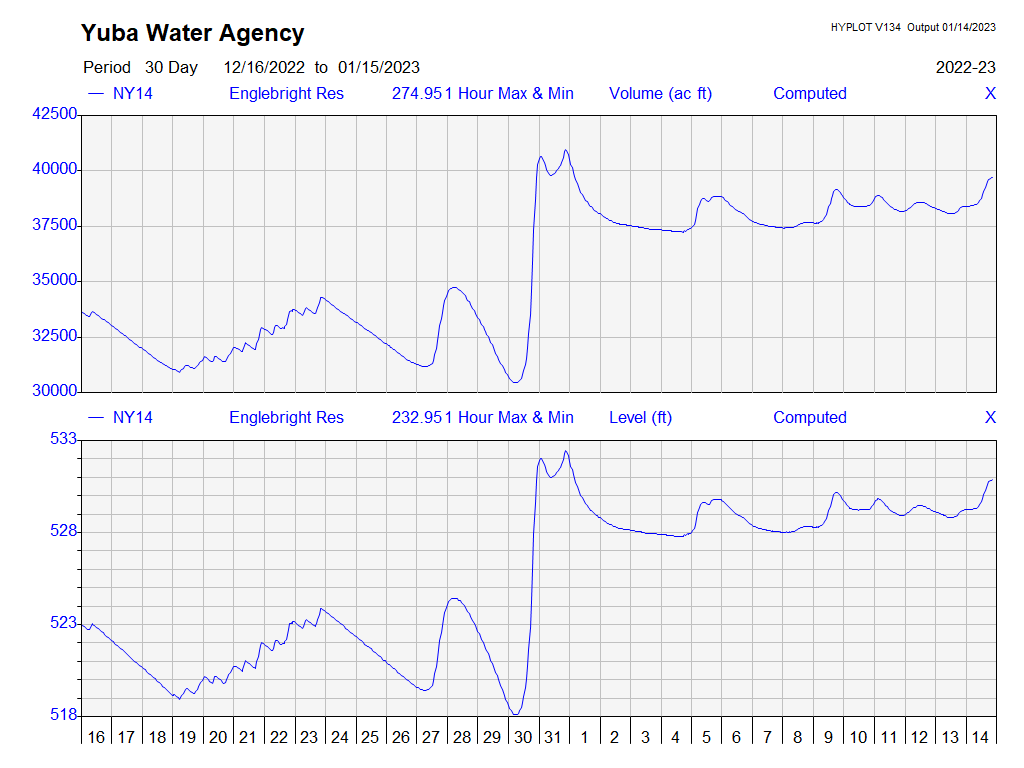 Yuba Water Agency
HYPLOT V134 Output 01/14/2023
Period 30 Day 12/16/2022 to 01/15/2023 2022-23
NY14 Englebright Res 274.951 Hour Max & Min Volume (ac ft) Computed X
42500
40000
37500
35000
32500
30000
NY14 Englebright Res 232.951 Hour Max & Min Level (ft) Computed X
533
528
523
518
16 17 18 19 20 21 22 23 24 25 26 27 28 29 30 31 1 2 3 4 5 6 7 8 9 10 11 12 13 14